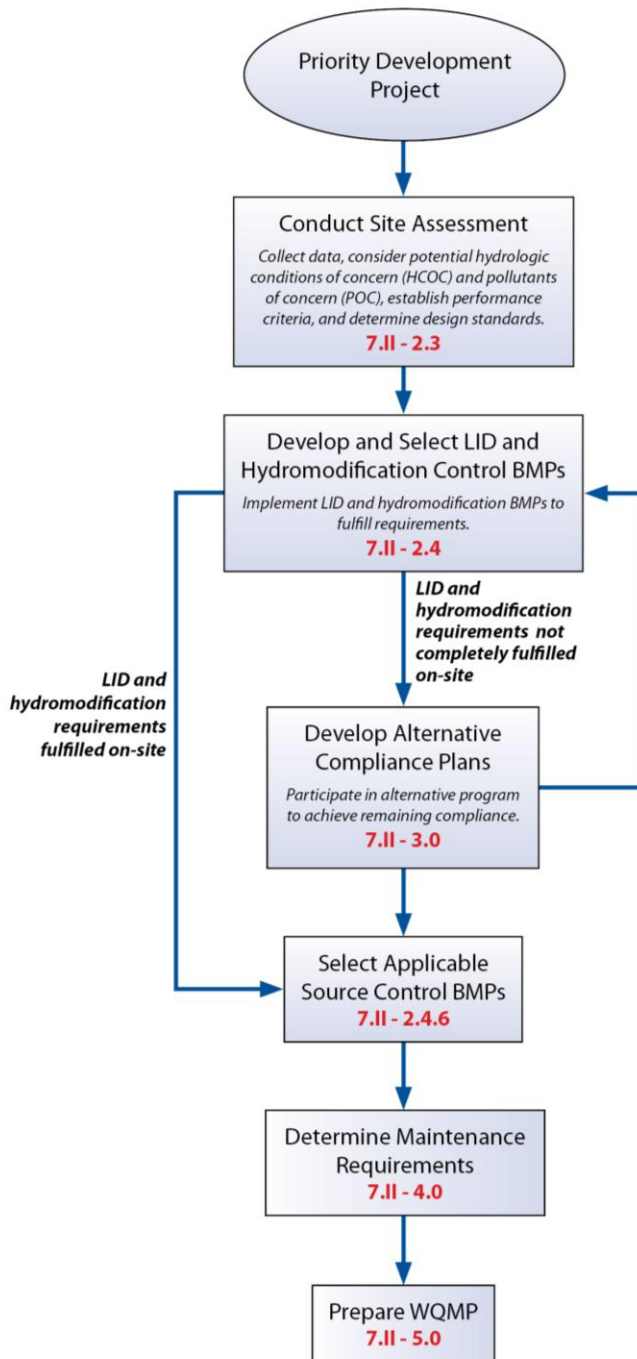 Priority Development
Project
Conduct Site Assessment
Collect data, consider potential hydrologic
conditions of concern (HCOC) and pollutants
of concern (POC), establish performance
criteria, and determine design standards.
7.II - 2.3
Develop and Select LID and
Hydromodification Control BMPs
Implement LID and hydromodification BMPs to
fulfill requirements.
7.II - 2.4
LID and
hydromodification
requirements not
completely fulfilled
on-site
LID and
hydromodification
requirements
fulfilled on-site
Develop Alternative
Compliance Plans
Participate in alternative program
to achieve remaining compliance.
7.II - 3.0
Select Applicable
Source Control BMPs
7.II - 2.4.6
Determine Maintenance
Requirements
7.II - 4.0
Prepare WQMP
7.II - 5.0